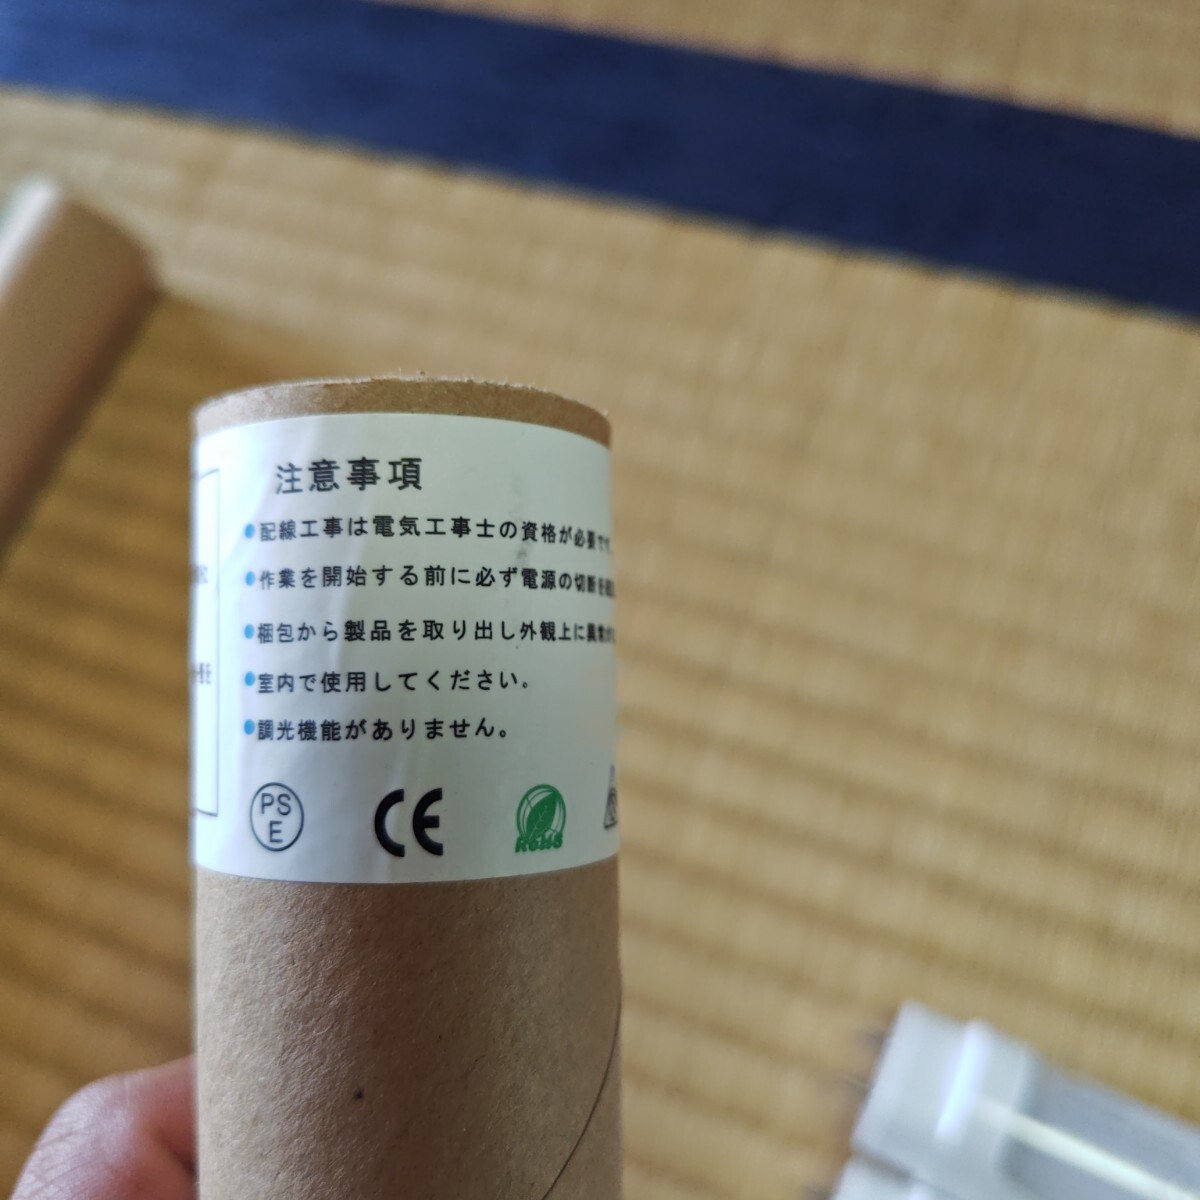 注意事項
●配線工事は電気工事士の資格が必要です
●作業を開始する前に必ず電源の切断を
●梱包から製品を取り出し外観上に異常が
●室内で使用してください。
●調光機能がありません。
PS
E
CE
RoHS